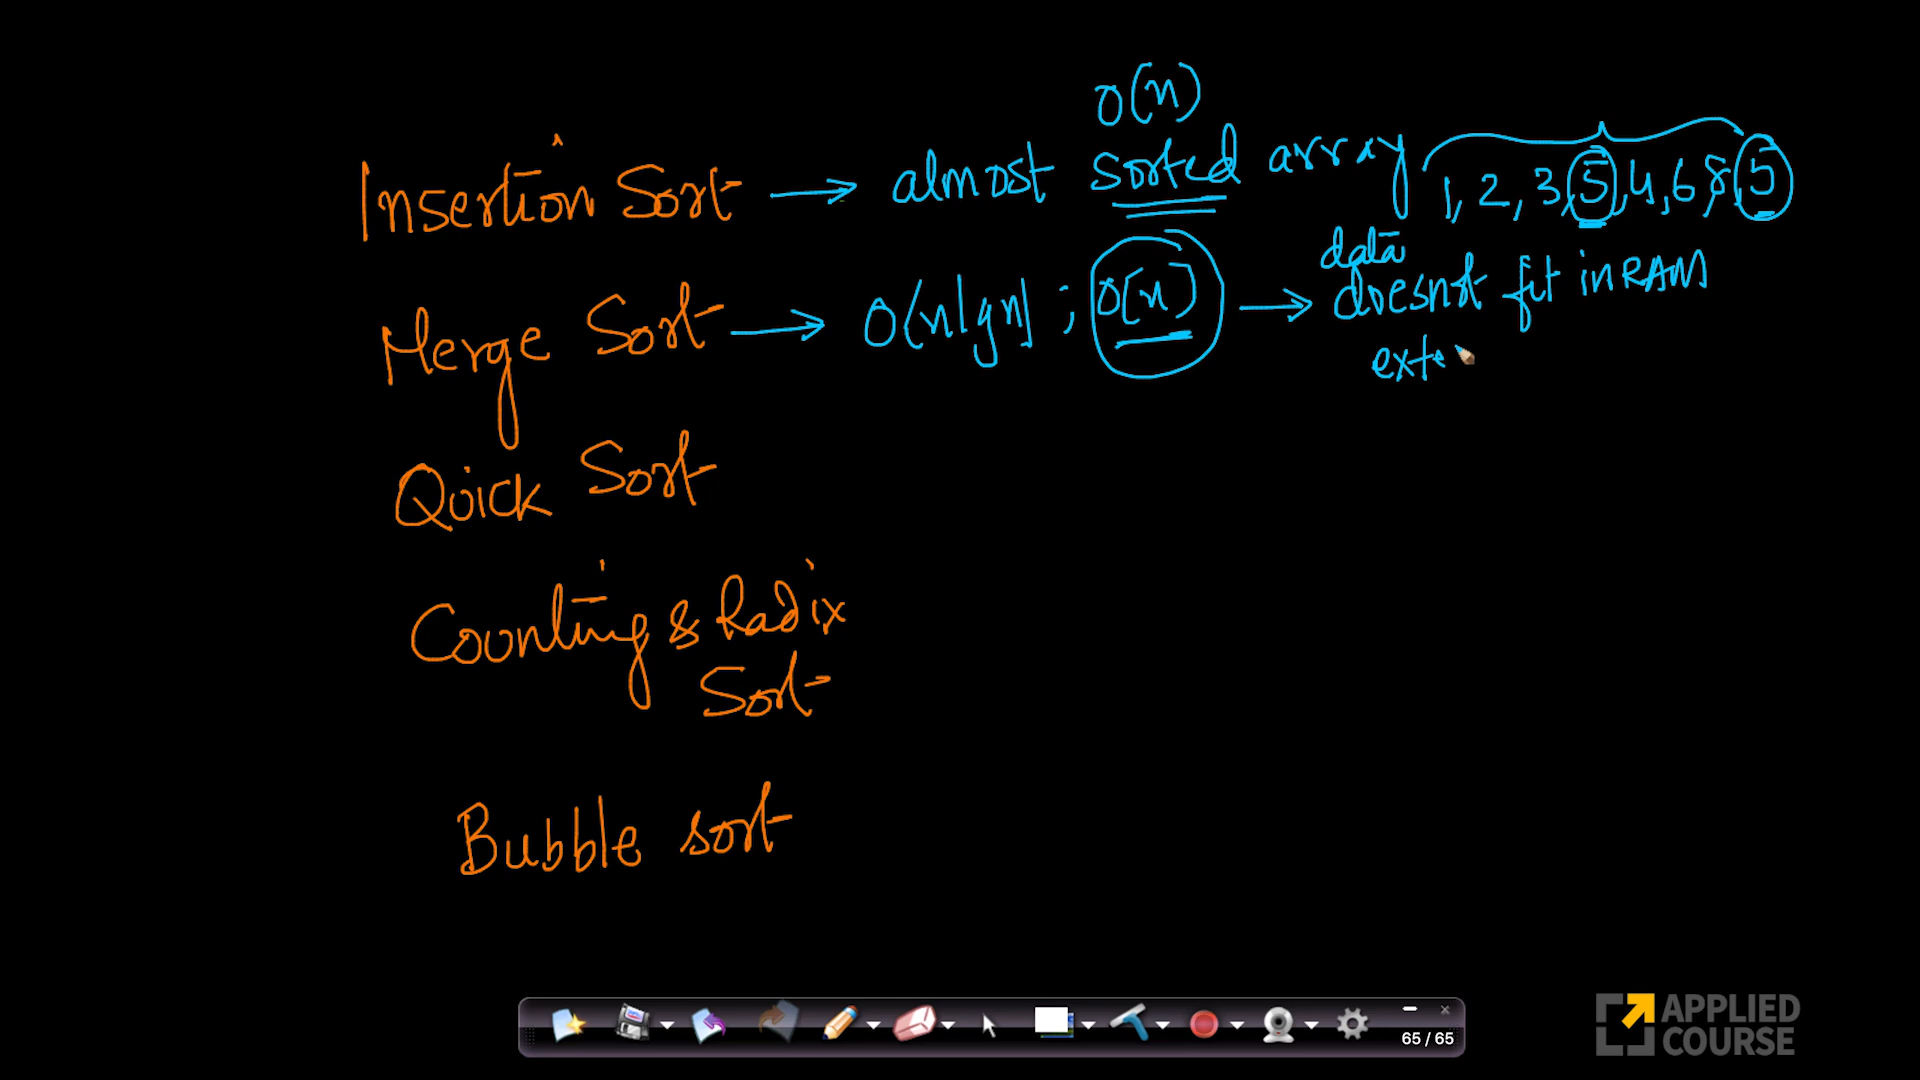 O(n)
Insertion Sort → almost sorted array 1, 2, 3, 5, 4, 6, 8, 5
Merge Sort → O(nlgn) ; O(n) → data doesn't fit in RAM
exte
Quick Sort
Counting & Radix
Sort
Bubble sort
65 / 65
APPLIED
COURSE